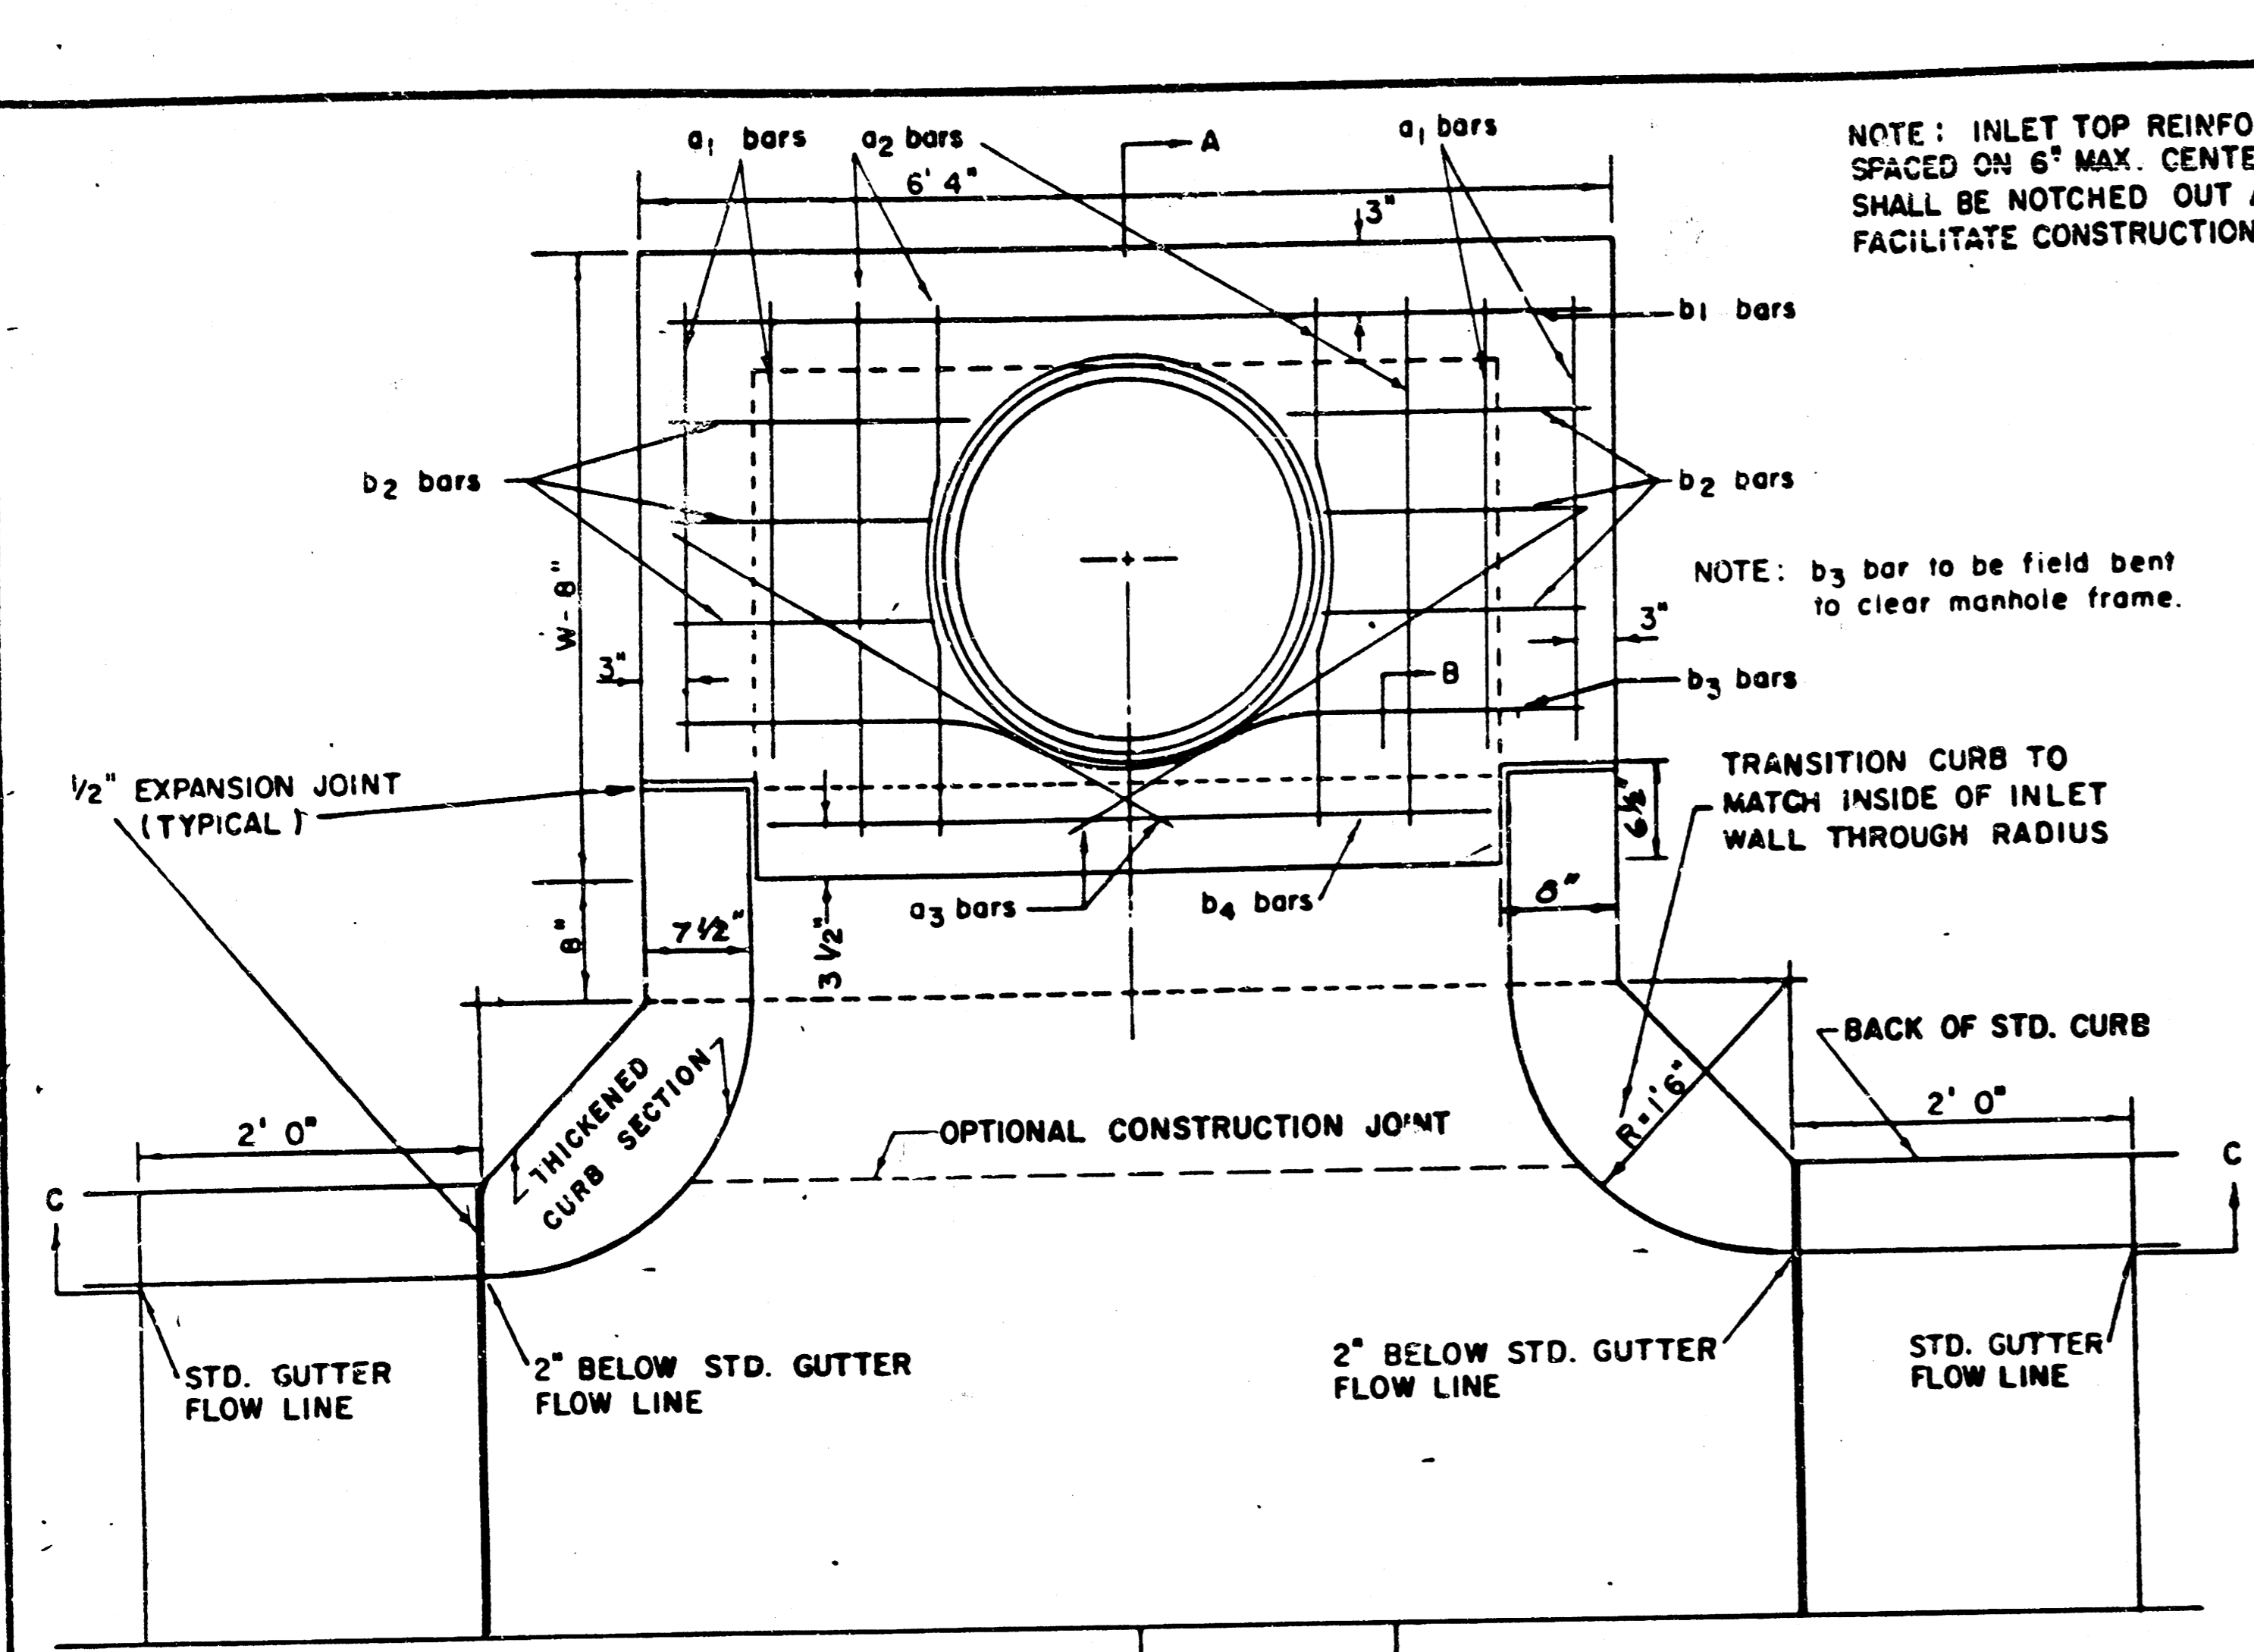 a1 bars
a2 bars
A
a1 bars
6' 4"
3"
NOTE: INLET TOP REINFO
SPACED ON 6" MAX. CENTE
SHALL BE NOTCHED OUT
FACILITATE CONSTRUCTION
b1 bars
b2 bars
b2 bars
W-8"
NOTE: b3 bar to be field bent
to clear manhole frame.
3"
3"
B
b3 bars
1/2" EXPANSION JOINT
(TYPICAL)
TRANSITION CURB TO
MATCH INSIDE OF INLET
WALL THROUGH RADIUS
6 1/2"
8"
a3 bars
b4 bars
7 1/2"
8"
3 1/2"
BACK OF STD. CURB
THICKENED
CURB SECTION
R=1'6"
2' 0"
2' 0"
OPTIONAL CONSTRUCTION JOINT
C
C
STD. GUTTER
FLOW LINE
2" BELOW STD. GUTTER
FLOW LINE
2" BELOW STD. GUTTER
FLOW LINE
STD. GUTTER
FLOW LINE